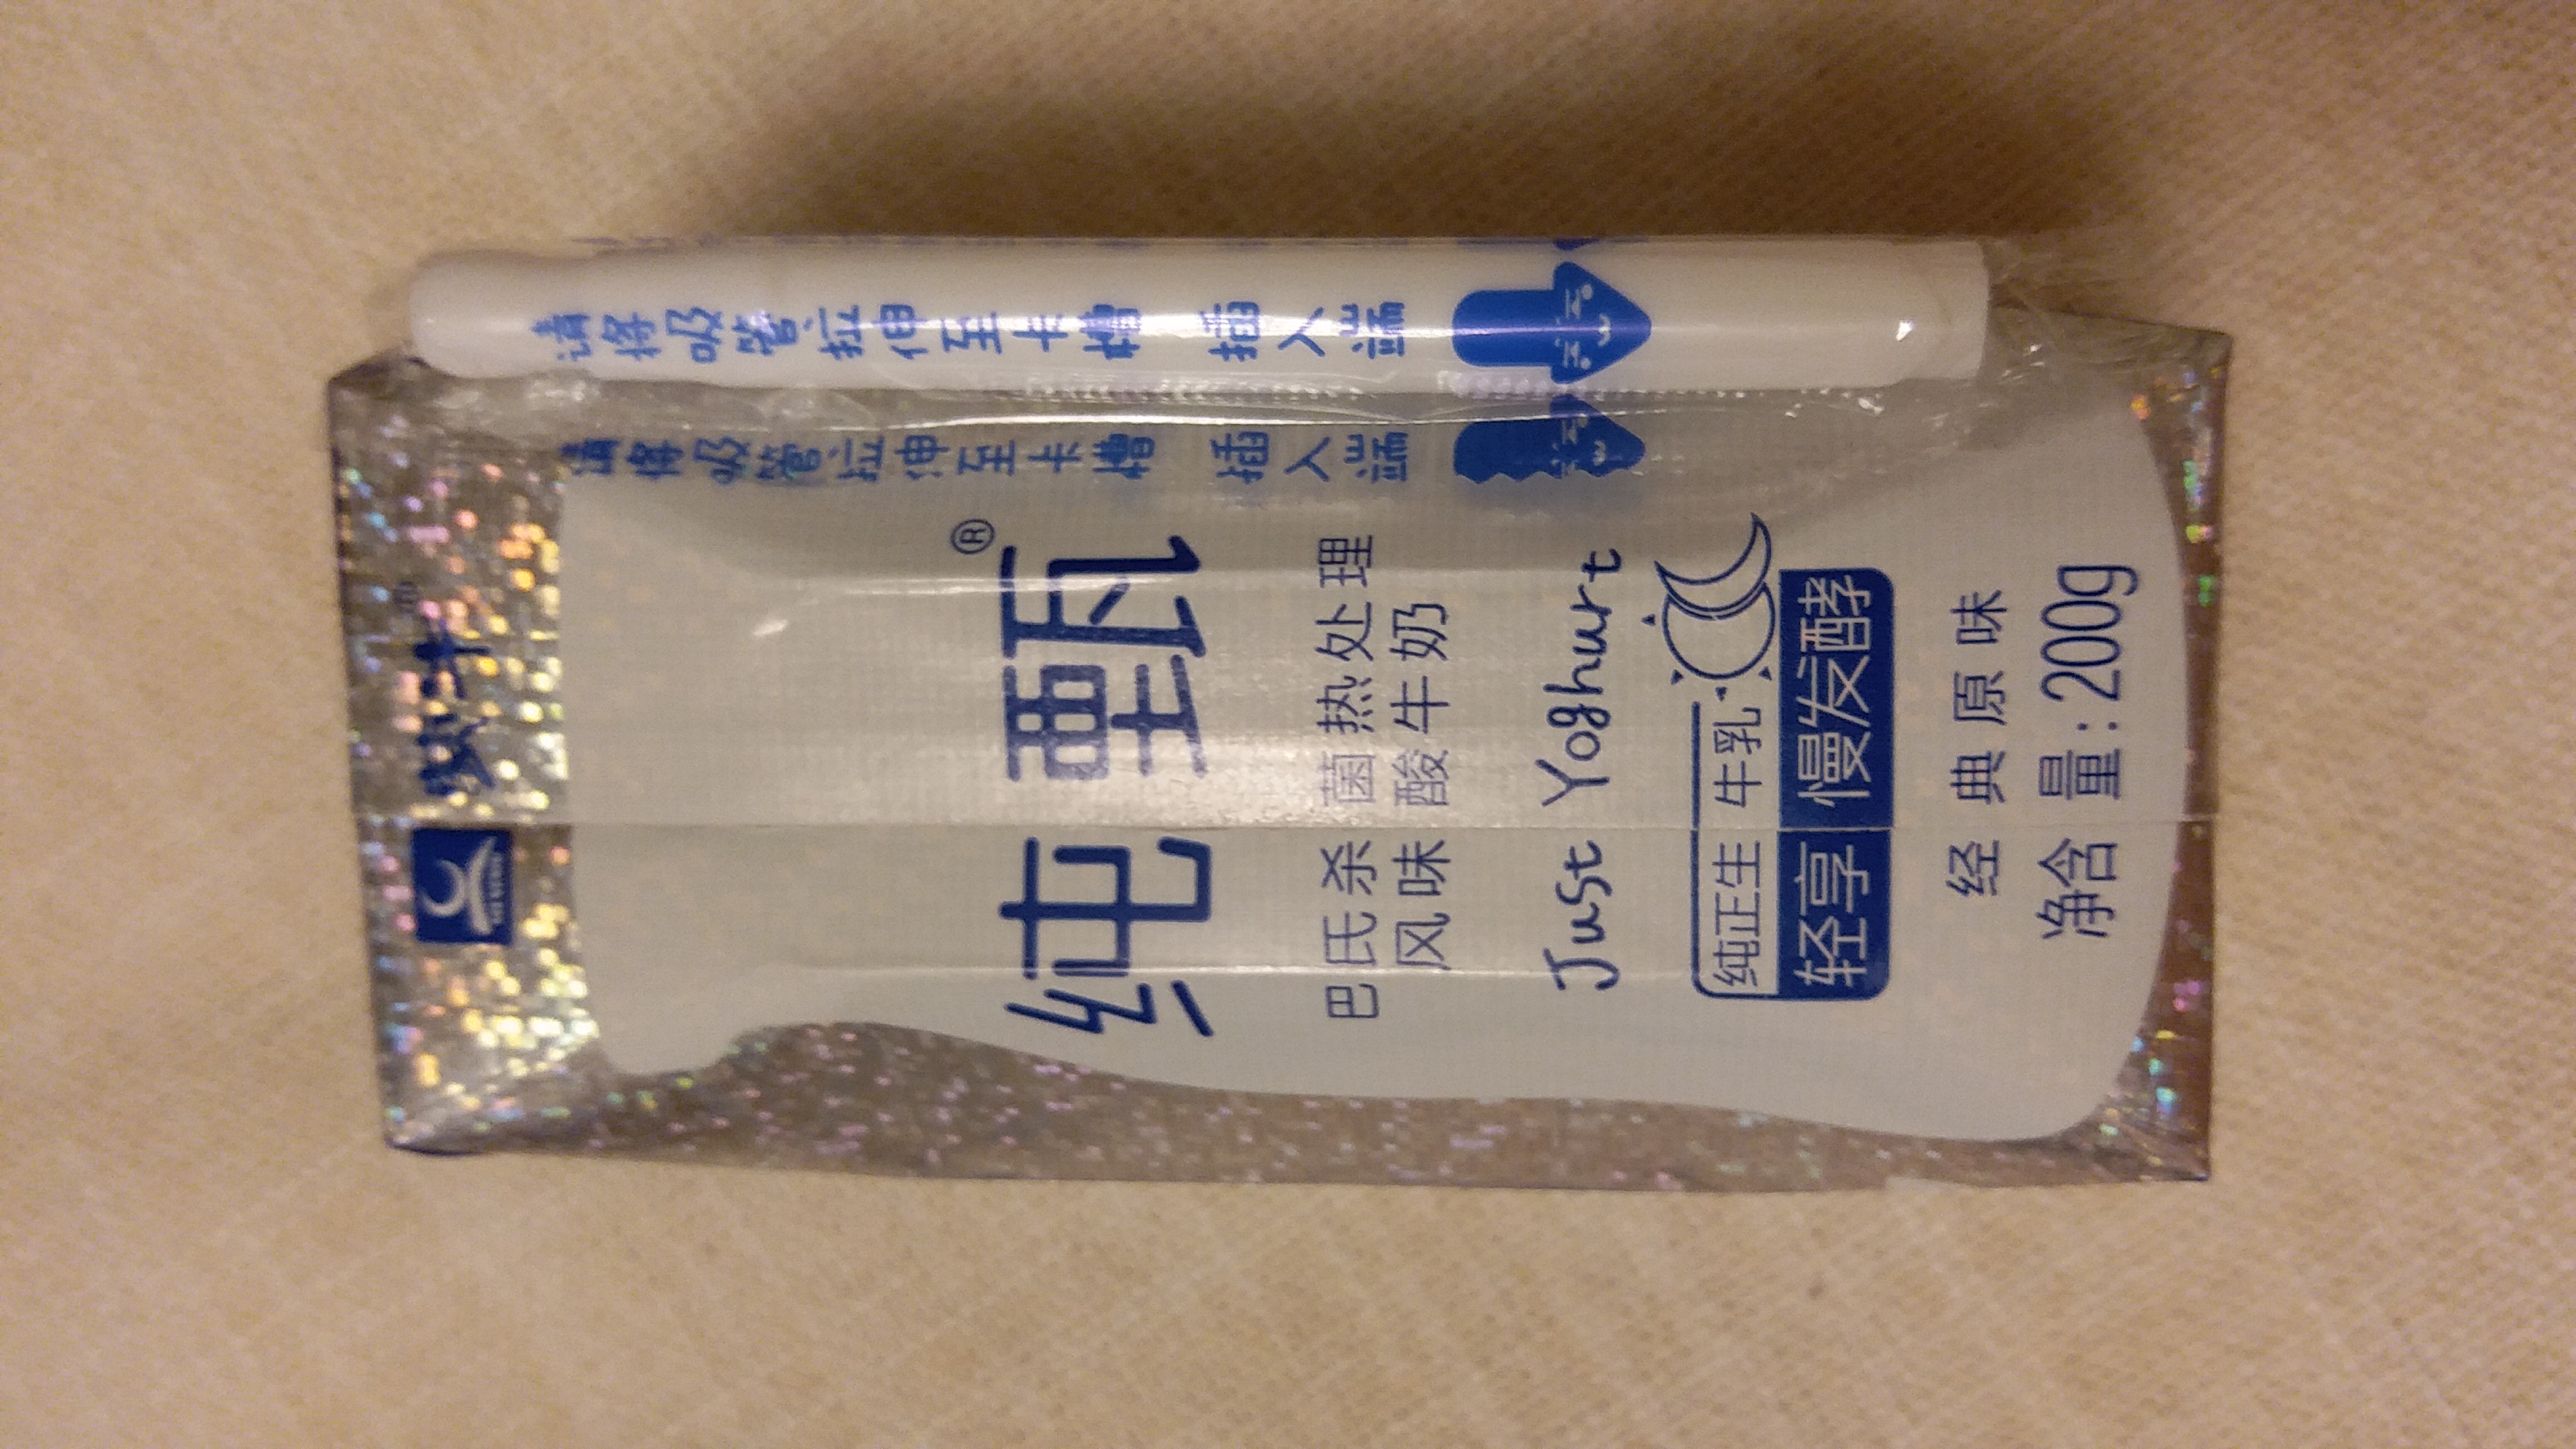 蒙牛
MENGNIU
纯甄®
巴氏杀菌热处理
风味酸牛奶
Just Yoghurt
纯正生牛乳
轻享慢发酵
经典原味
净含量:200g
请将吸管拉伸至卡槽 插入端
请将吸管拉伸至卡槽 插入端